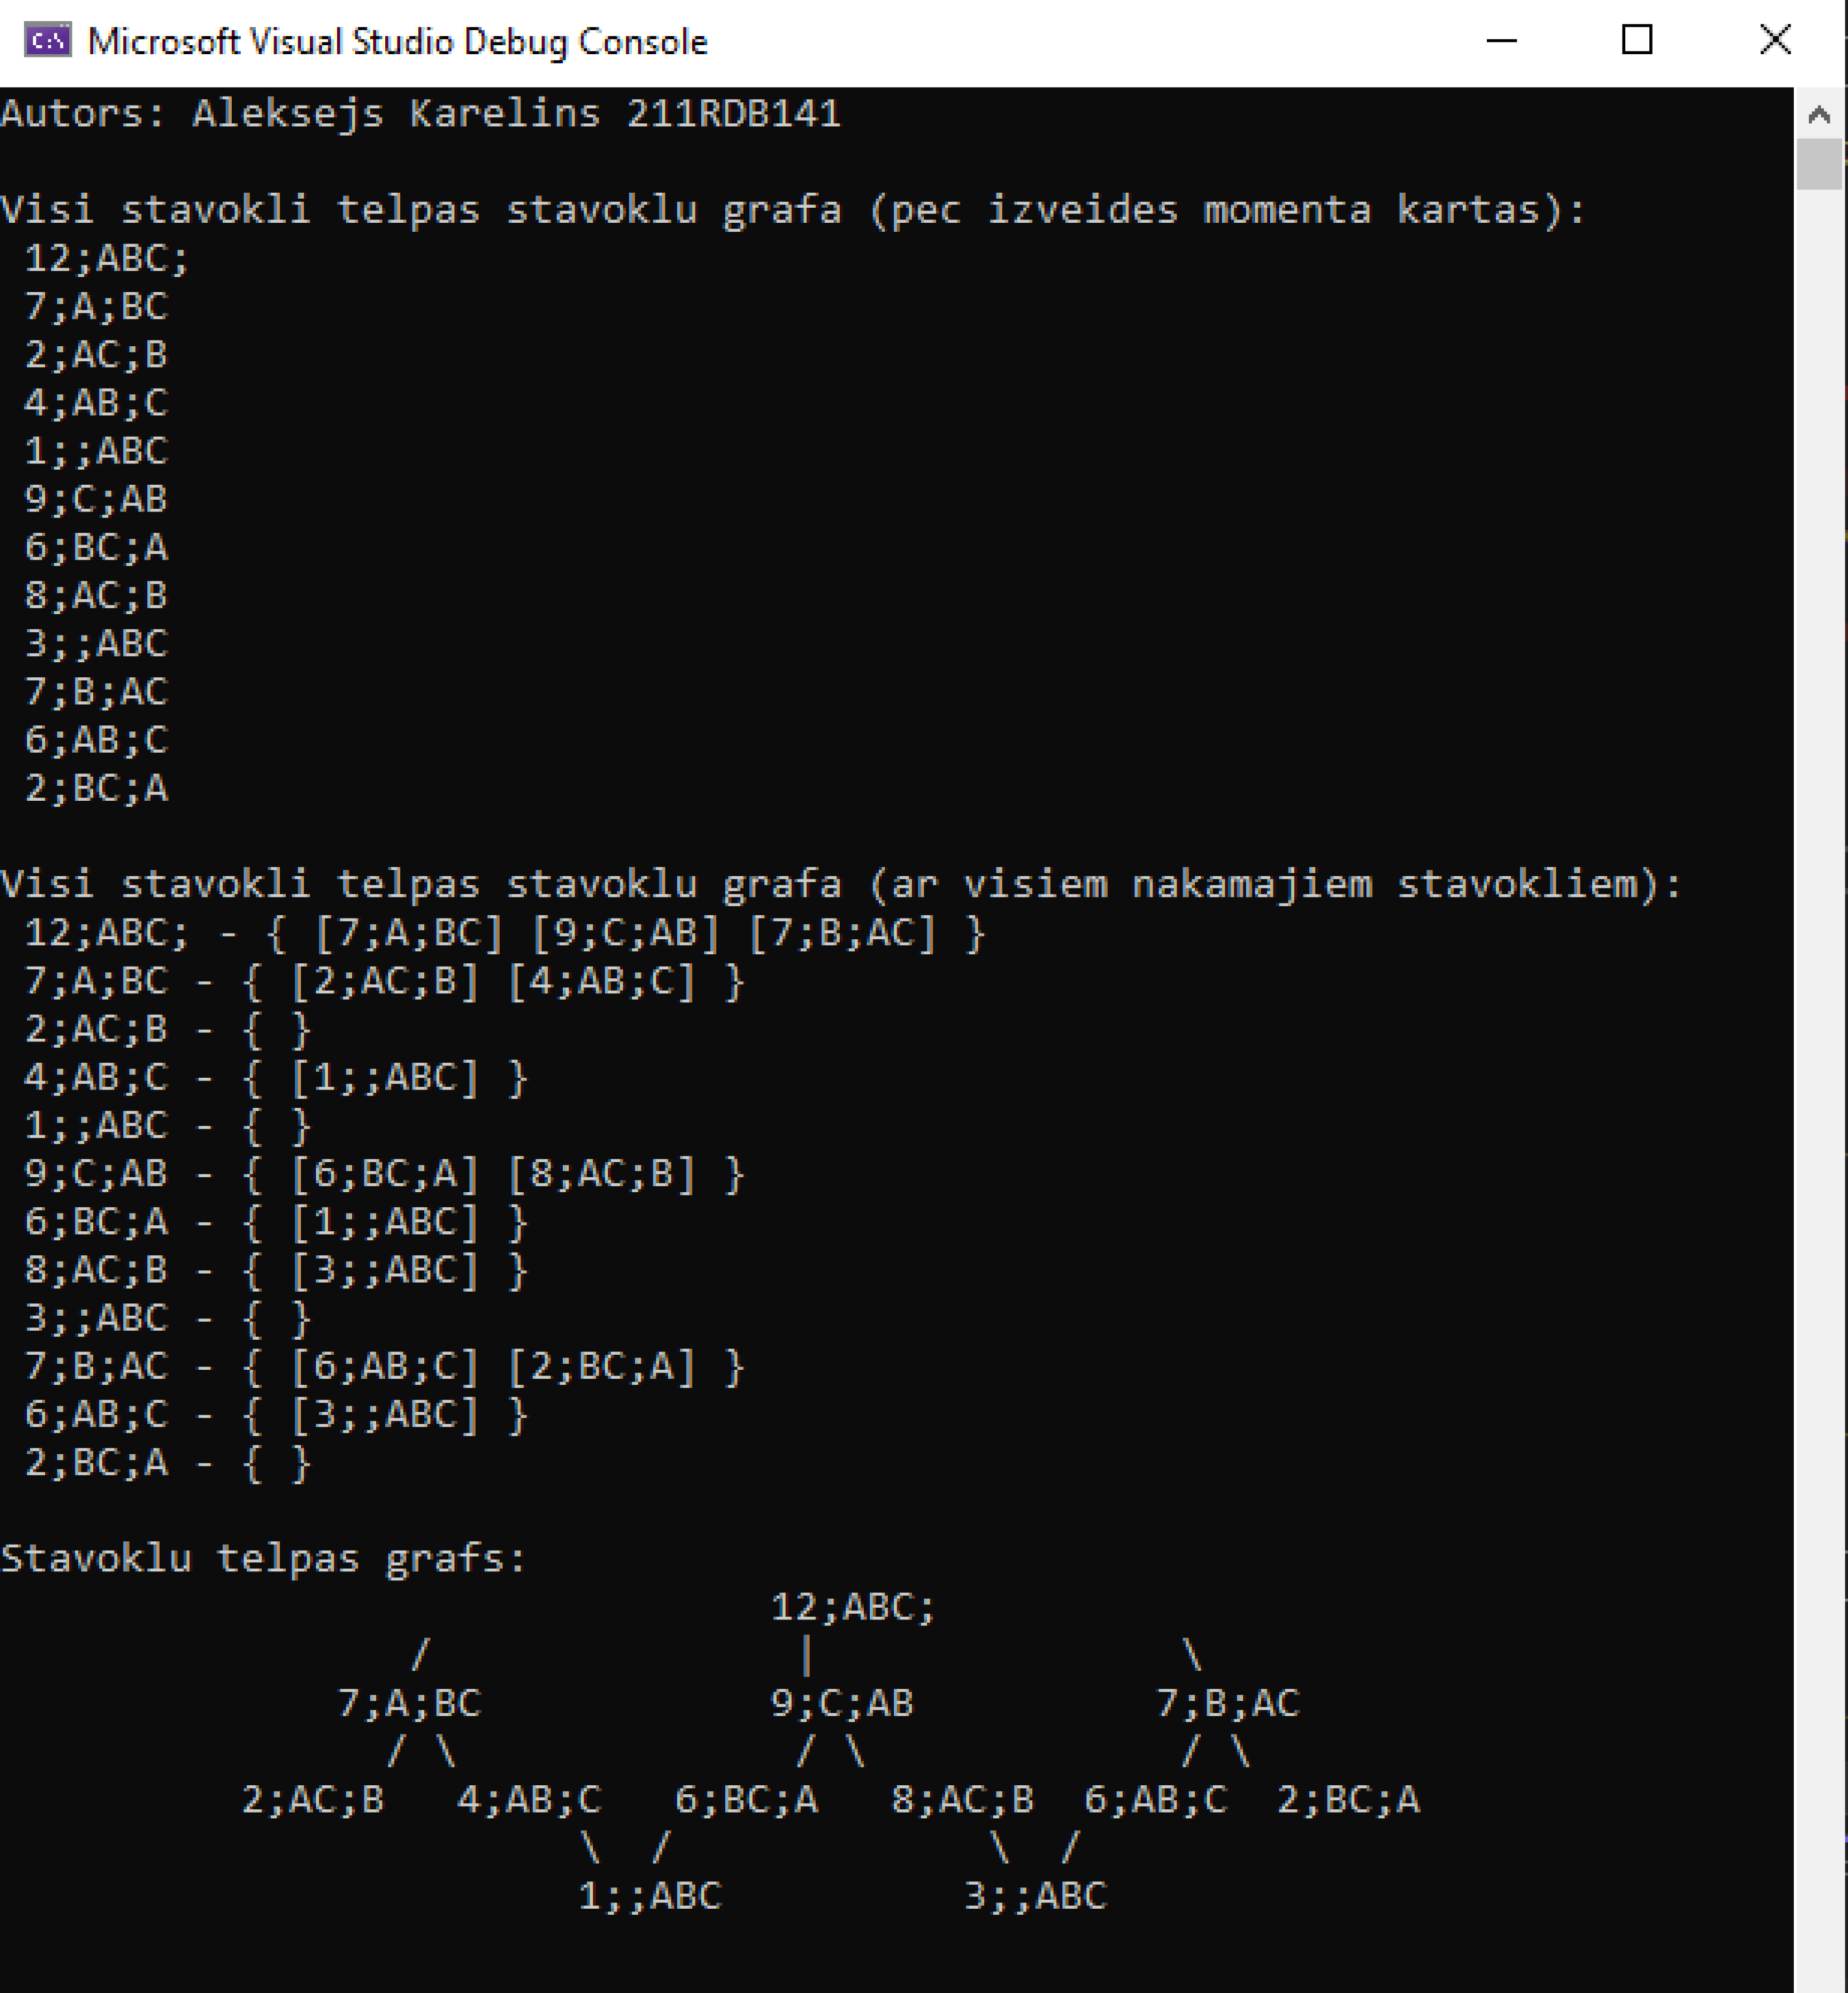 Microsoft Visual Studio Debug Console
Autors: Aleksejs Karelins 211RDB141
Visi stavokli telpas stavoklu grafa (pec izveides momenta kartas):
12;ABC;
7;A;BC
2;AC;B
4;AB;C
1;;ABC
9;C;AB
6;BC;A
8;AC;B
3;;ABC
7;B;AC
6;AB;C
2;BC;A
Visi stavokli telpas stavoklu grafa (ar visiem nakamajiem stavokliem):
12;ABC; - { [7;A;BC] [9;C;AB] [7;B;AC] }
7;A;BC - { [2;AC;B] [4;AB;C] }
2;AC;B - { }
4;AB;C - { [1;;ABC] }
1;;ABC - { }
9;C;AB - { [6;BC;A] [8;AC;B] }
6;BC;A - { [1;;ABC] }
8;AC;B - { [3;;ABC] }
3;;ABC - { }
7;B;AC - { [6;AB;C] [2;BC;A] }
6;AB;C - { [3;;ABC] }
2;BC;A - { }
Stavoklu telpas grafs:
12;ABC;
/ | \
7;A;BC 9;C;AB 7;B;AC
/ \ / \ / \
2;AC;B 4;AB;C 6;BC;A 8;AC;B 6;AB;C 2;BC;A
\ / \ /
1;;ABC 3;;ABC